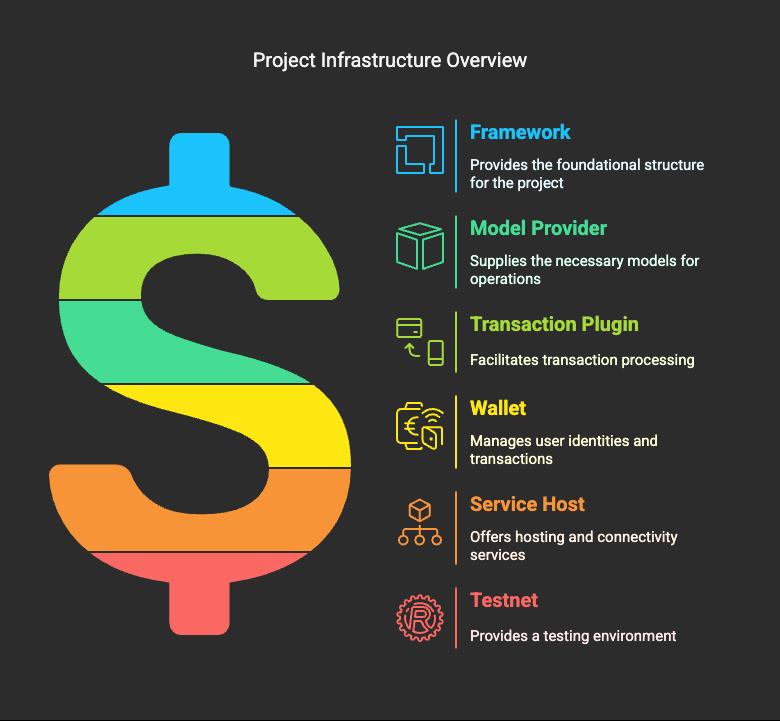 Project Infrastructure Overview
Framework
Provides the foundational structure
for the project
Model Provider
Supplies the necessary models for
operations
Transaction Plugin
Facilitates transaction processing
Wallet
Manages user identities and
transactions
Service Host
Offers hosting and connectivity
services
Testnet
Provides a testing environment